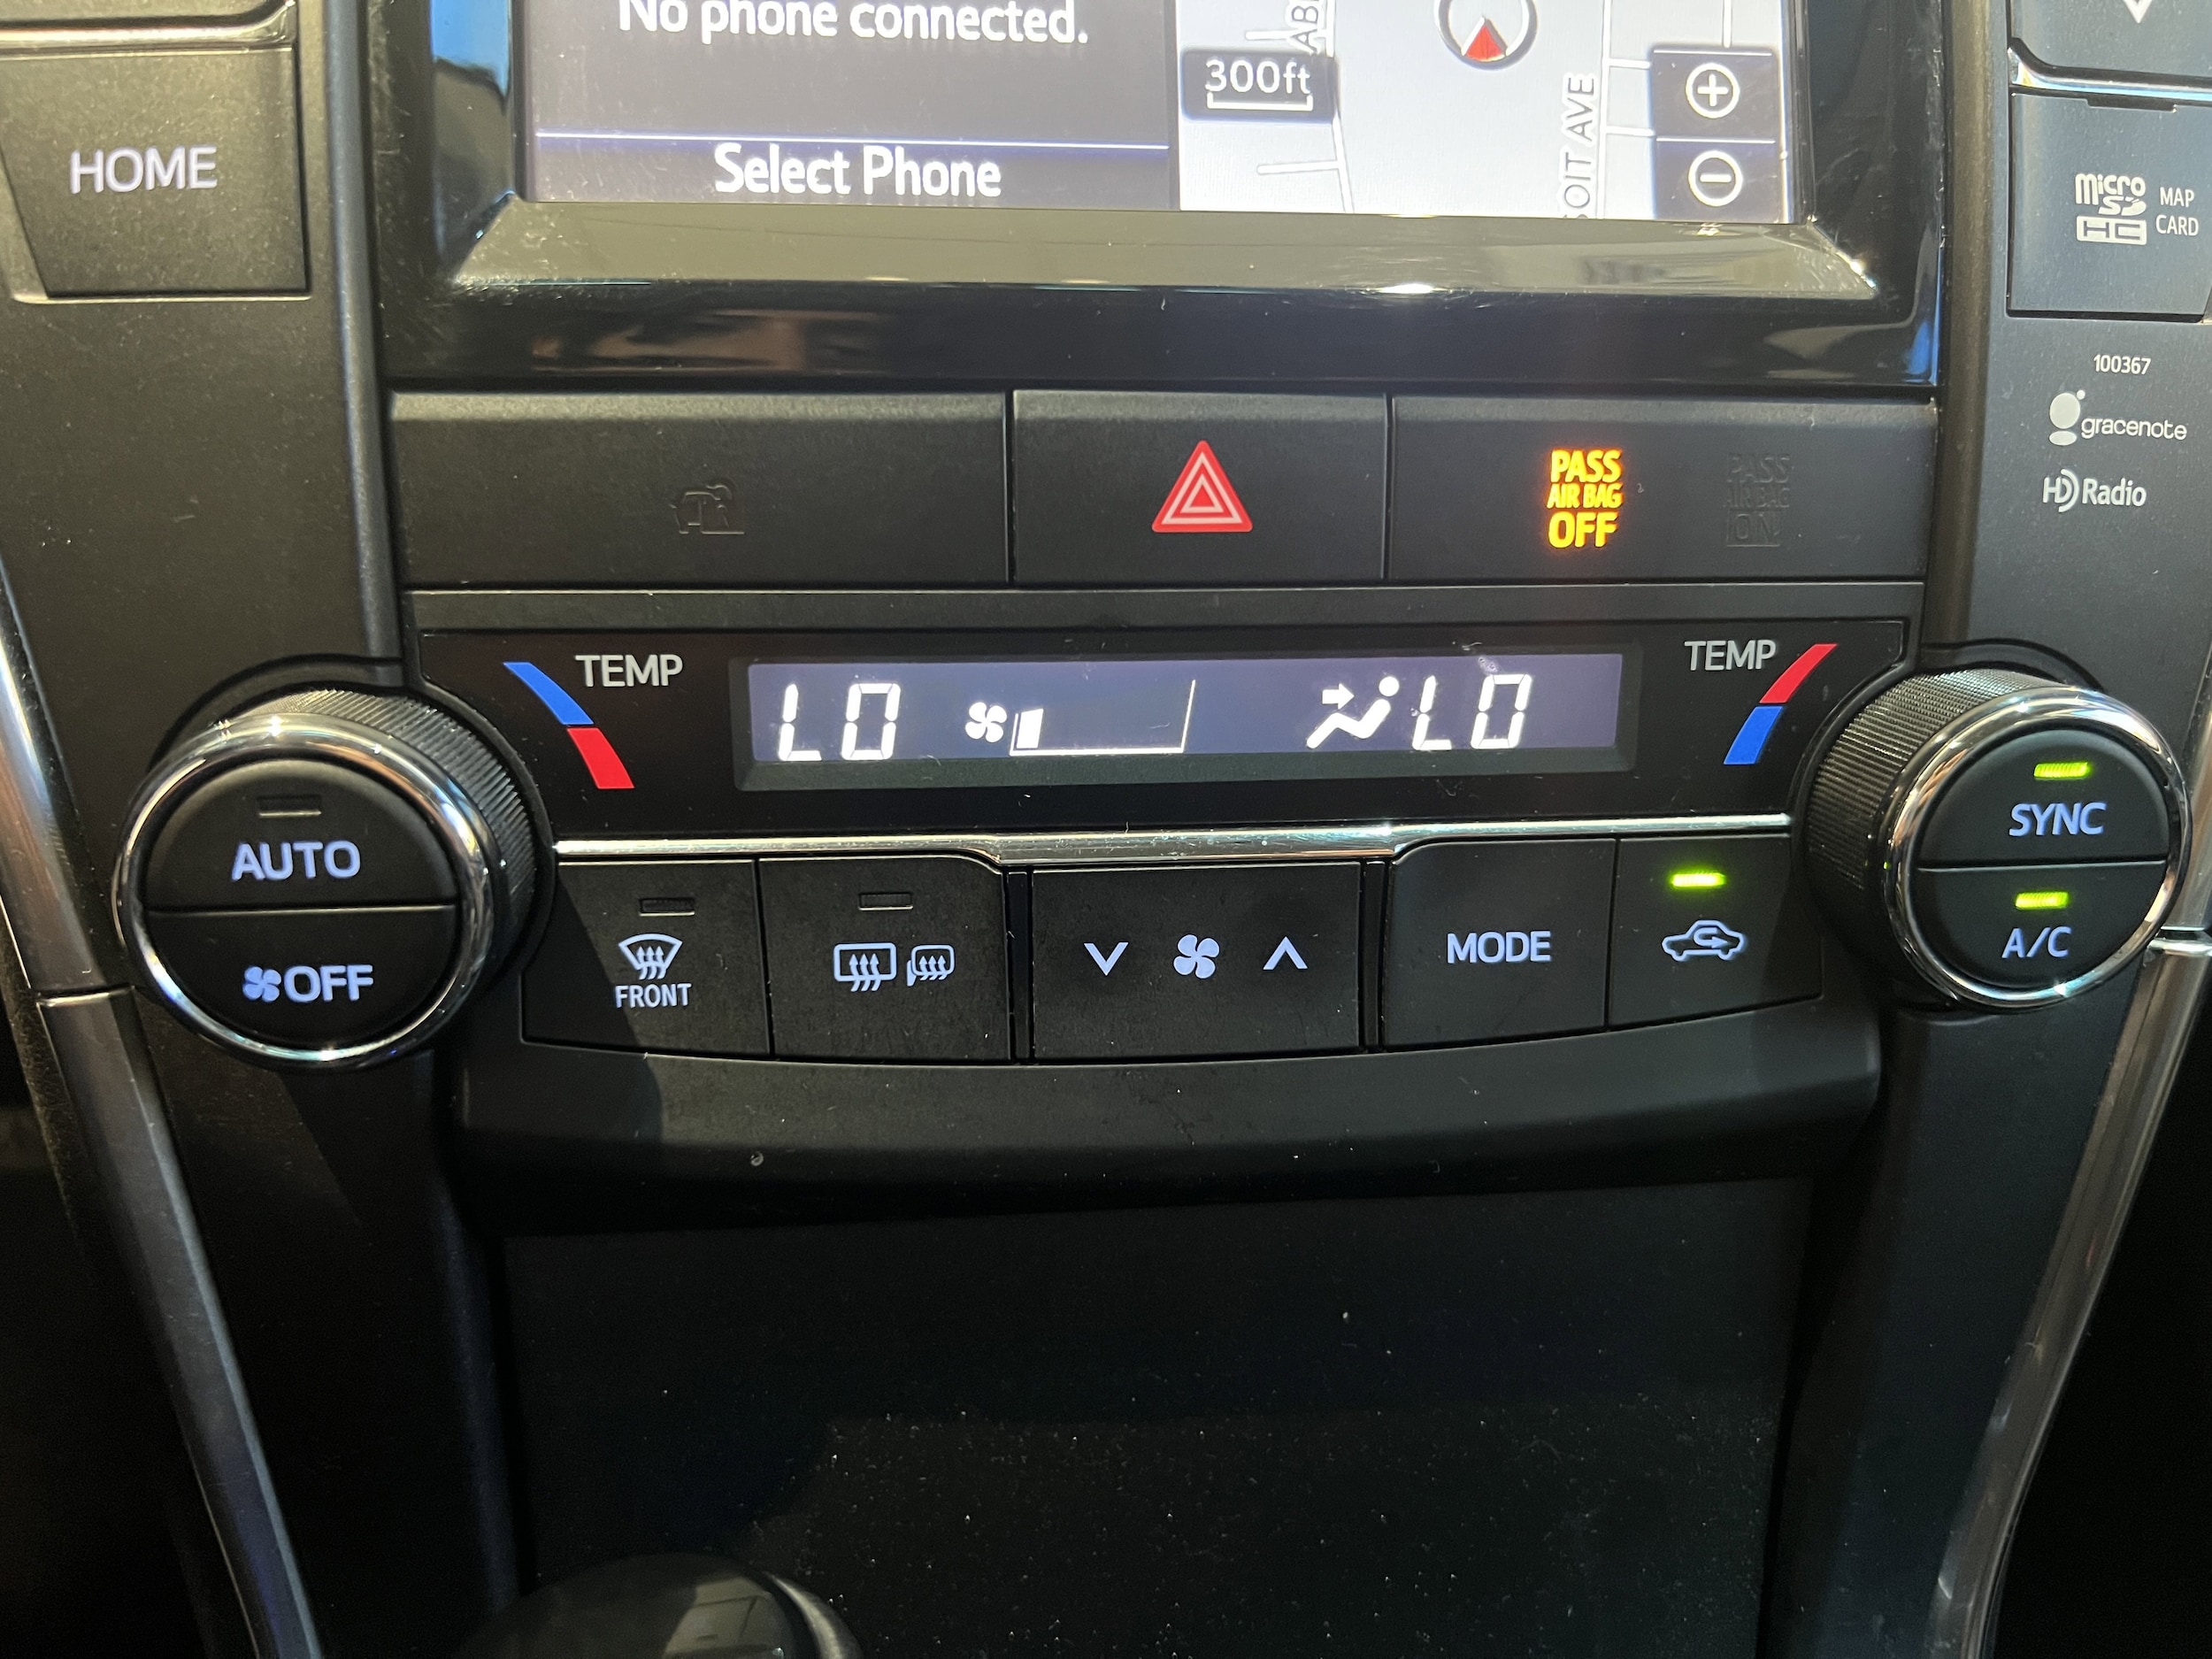 No phone connected.
Select Phone
300ft
HOME
micro
SD
HC
MAP
CARD
100367
gracenote
HD Radio
PASS
AIR BAG
OFF
PASS
AIR BAG
ON
TEMP
LO
LO
TEMP
AUTO
OFF
FRONT
MODE
SYNC
A/C